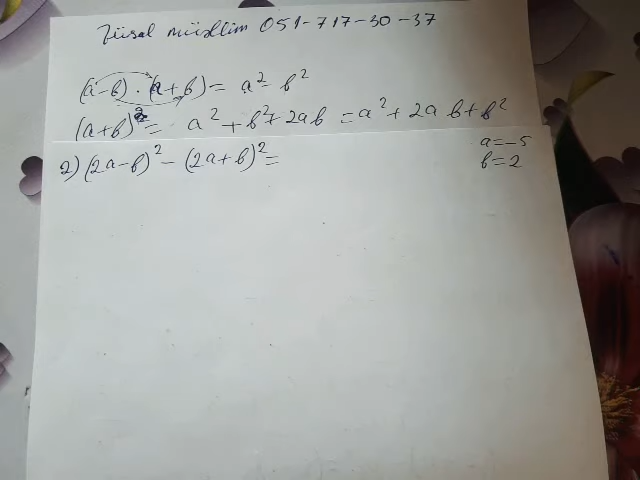 Züsal müəllim 051-717-30-37
(a-b)·(a+b)= a²-b²
(a+b)²= a²+b²+2ab =a²+2ab+b²
2)(2a-b)²-(2a+b)²=
a=-5
b=2